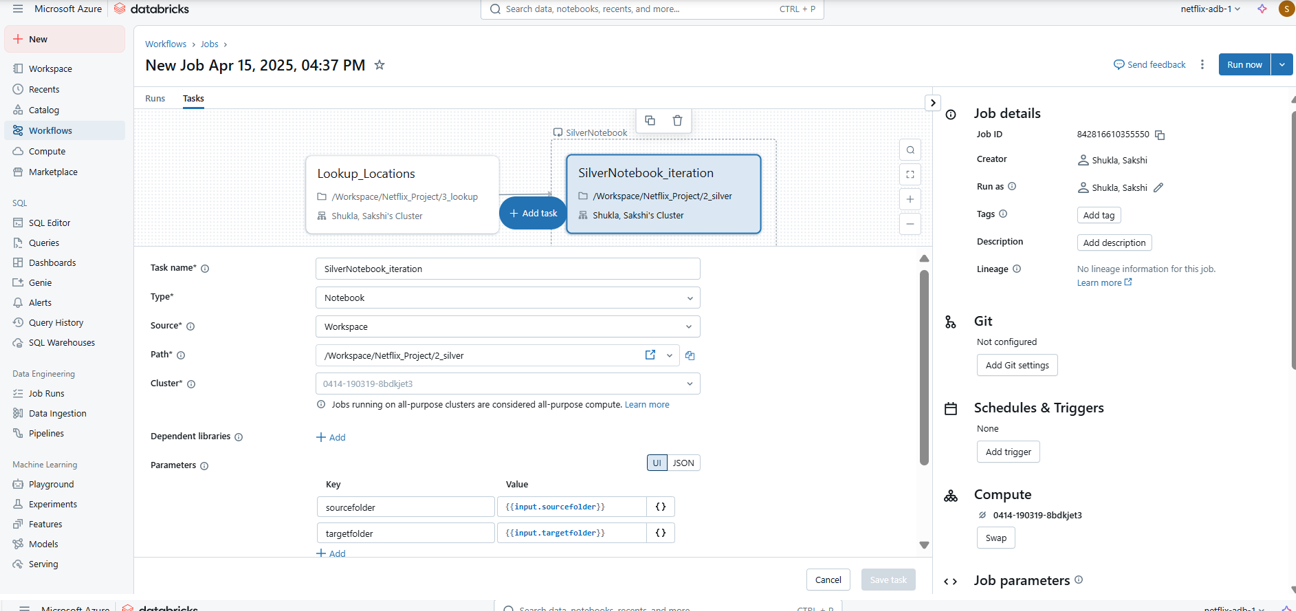 Microsoft Azure databricks Search data, notebooks, recents, and more... CTRL + P netflix-adb-1 S
New
Workspace
Recents
Catalog
Workflows
Compute
Marketplace
SQL
SQL Editor
Queries
Dashboards
Genie
Alerts
Query History
SQL Warehouses
Data Engineering
Job Runs
Data Ingestion
Pipelines
Machine Learning
Playground
Experiments
Features
Models
Serving
Workflows › Jobs ›
New Job Apr 15, 2025, 04:37 PM
Send feedback Run now
Runs Tasks
SilverNotebook
Lookup_Locations
/Workspace/Netflix_Project/3_lookup
Shukla, Sakshi's Cluster
+ Add task
SilverNotebook_iteration
/Workspace/Netflix_Project/2_silver
Shukla, Sakshi's Cluster
Task name* SilverNotebook_iteration
Type* Notebook
Source* Workspace
Path* /Workspace/Netflix_Project/2_silver
Cluster* 0414-190319-8bdkjet3
Jobs running on all-purpose clusters are considered all-purpose compute. Learn more
Dependent libraries + Add
Parameters UI JSON
Key Value
sourcefolder {{input.sourcefolder}} {}
targetfolder {{input.targetfolder}} {}
+ Add
Cancel Save task
Job details
Job ID 842816610355550
Creator Shukla, Sakshi
Run as Shukla, Sakshi
Tags Add tag
Description Add description
Lineage No lineage information for this job.
Learn more
Git
Not configured
Add Git settings
Schedules & Triggers
None
Add trigger
Compute
0414-190319-8bdkjet3
Swap
Job parameters
Microsoft Azure databricks Search data, notebooks, recents, and more... CTRL + P netflix-adb-1